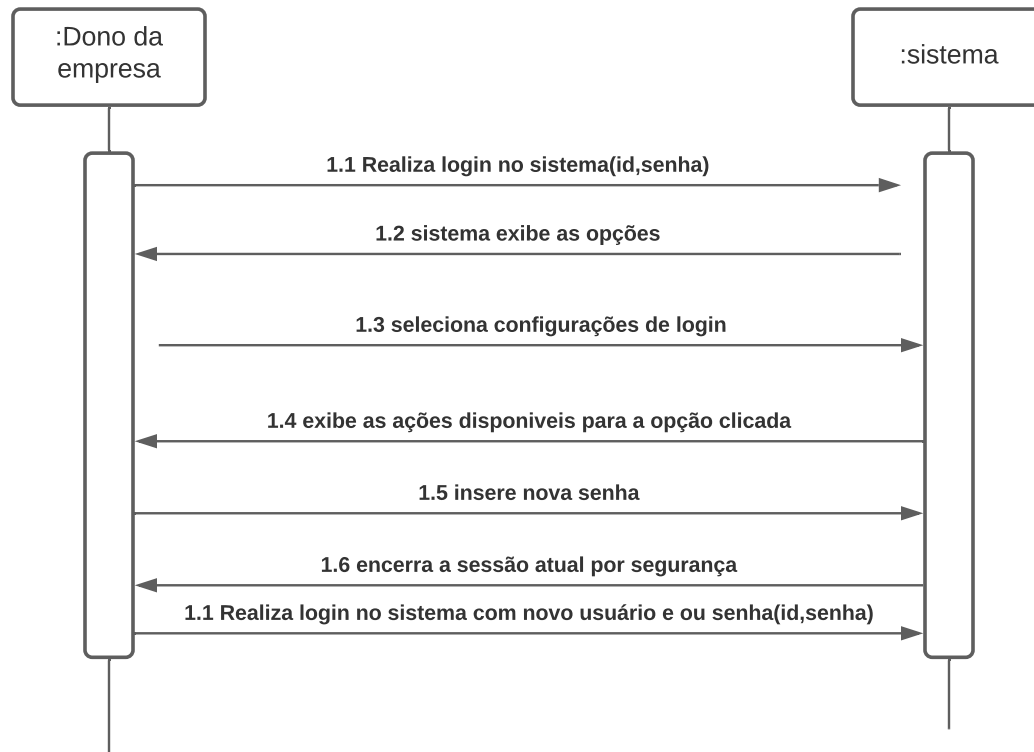 :Dono da
empresa
:sistema
1.1 Realiza login no sistema(id,senha)
1.2 sistema exibe as opções
1.3 seleciona configurações de login
1.4 exibe as ações disponiveis para a opção clicada
1.5 insere nova senha
1.6 encerra a sessão atual por segurança
1.1 Realiza login no sistema com novo usuário e ou senha(id,senha)